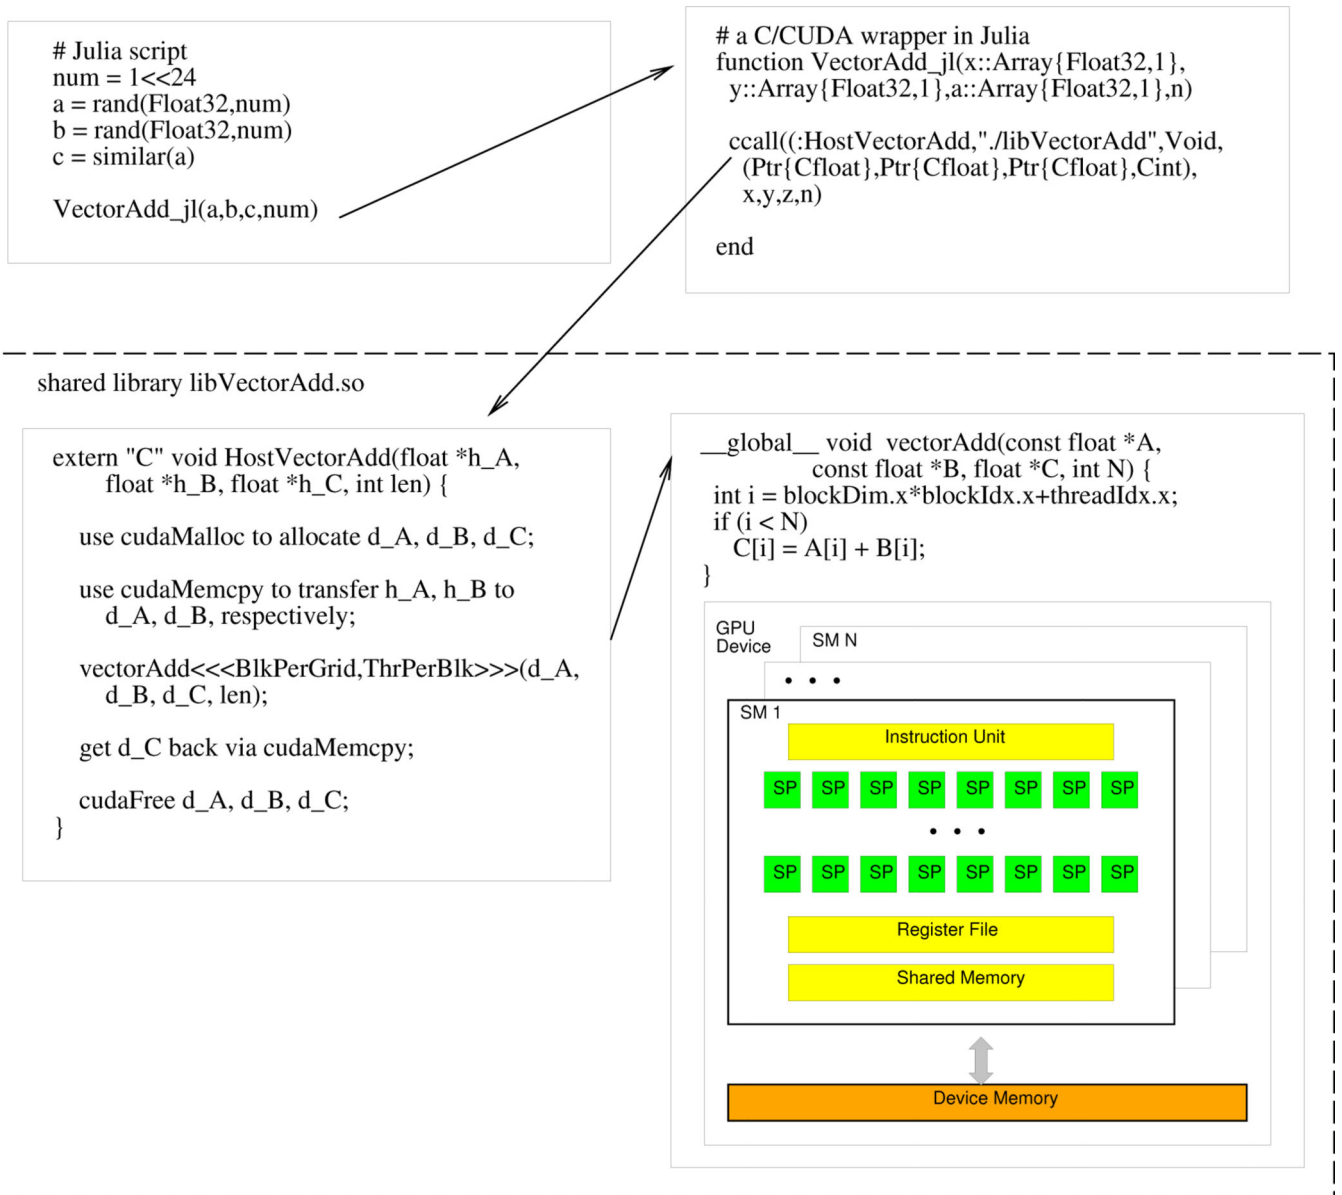 # Julia script
num = 1<<24
a = rand(Float32,num)
b = rand(Float32,num)
c = similar(a)
VectorAdd_jl(a,b,c,num)
# a C/CUDA wrapper in Julia
function VectorAdd_jl(x::Array{Float32,1},
y::Array{Float32,1},a::Array{Float32,1},n)
ccall((:HostVectorAdd,"./libVectorAdd",Void,
(Ptr{Cfloat},Ptr{Cfloat},Ptr{Cfloat},Cint),
x,y,z,n)
end
shared library libVectorAdd.so
extern "C" void HostVectorAdd(float *h_A,
float *h_B, float *h_C, int len) {
use cudaMalloc to allocate d_A, d_B, d_C;
use cudaMemcpy to transfer h_A, h_B to
d_A, d_B, respectively;
vectorAdd<<<BlkPerGrid,ThrPerBlk>>>(d_A,
d_B, d_C, len);
get d_C back via cudaMemcpy;
cudaFree d_A, d_B, d_C;
}
__global__ void  vectorAdd(const float *A,
const float *B, float *C, int N) {
int i = blockDim.x*blockIdx.x+threadIdx.x;
if (i < N)
C[i] = A[i] + B[i];
}
GPU
Device
SM N
• • •
SM 1
Instruction Unit
SP SP SP SP SP SP SP SP
• • •
SP SP SP SP SP SP SP SP
Register File
Shared Memory
Device Memory